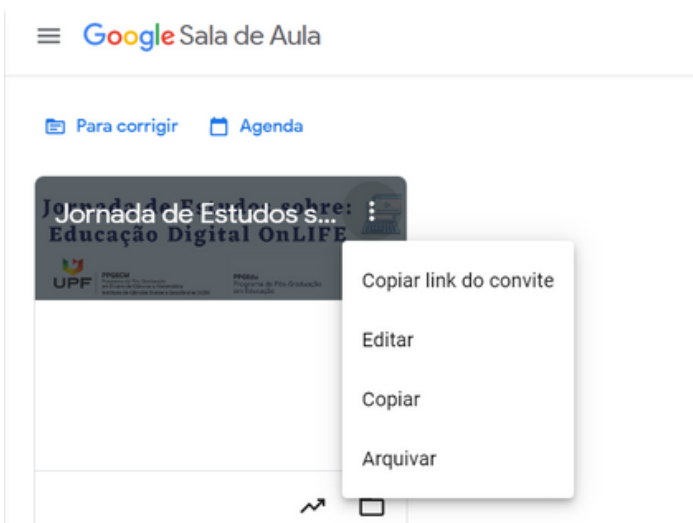 Google Sala de Aula
Para corrigir
Agenda
Jornada de Estudos s...
Jornada de Estudos sobre:
Educação Digital OnLIFE
UPF
PPGECM
PPGEdu
Programa de Pós-Graduação
em Educação
Copiar link do convite
Editar
Copiar
Arquivar